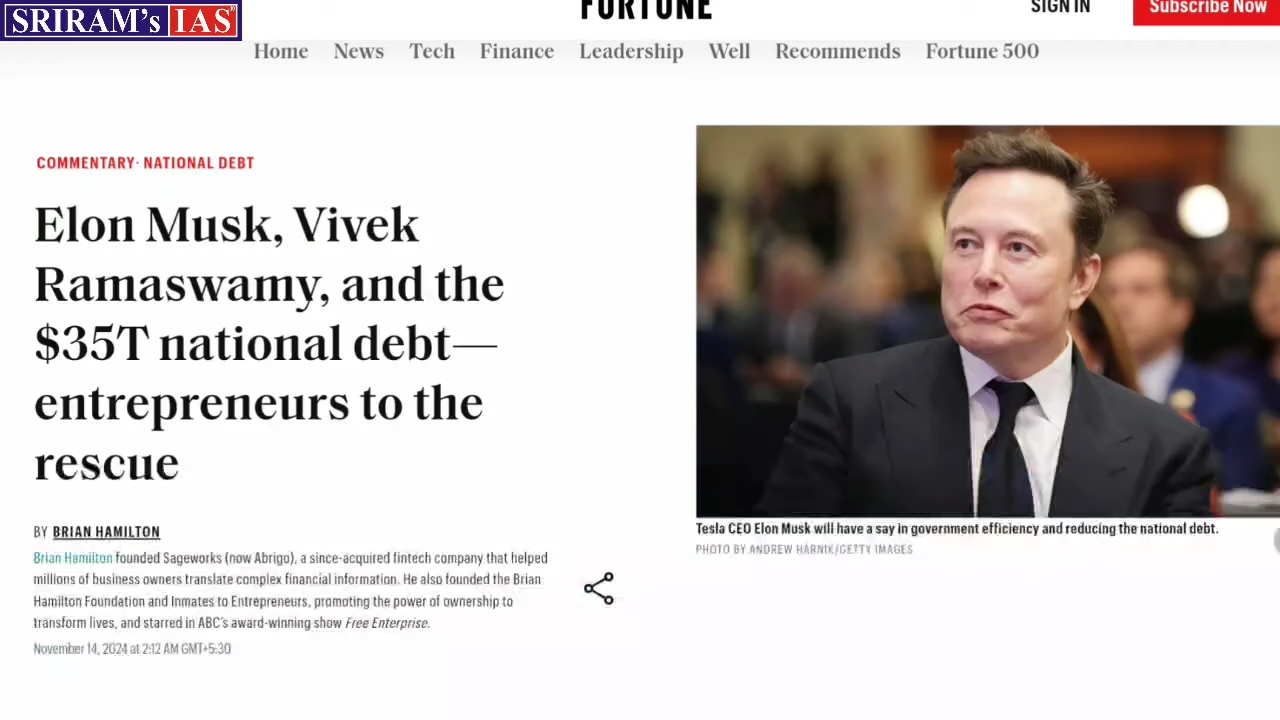 SRIRAM's IAS
FORTUNE
SIGN IN
Subscribe Now
Home News Tech Finance Leadership Well Recommends Fortune 500
COMMENTARY· NATIONAL DEBT
Elon Musk, Vivek
Ramaswamy, and the
$35T national debt—
entrepreneurs to the
rescue
BY BRIAN HAMILTON
Brian Hamilton founded Sageworks (now Abrigo), a since-acquired fintech company that helped
millions of business owners translate complex financial information. He also founded the Brian
Hamilton Foundation and Inmates to Entrepreneurs, promoting the power of ownership to
transform lives, and starred in ABC's award-winning show Free Enterprise.
November 14, 2024 at 2:12 AM GMT+5:30
Tesla CEO Elon Musk will have a say in government efficiency and reducing the national debt.
PHOTO BY ANDREW HARNIK/GETTY IMAGES